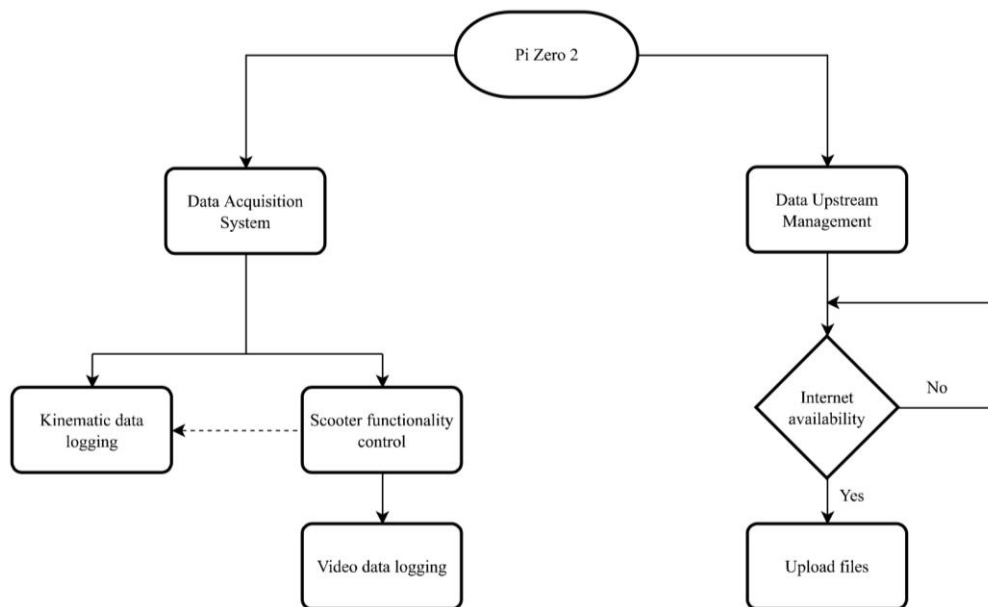 Pi Zero 2
Data Acquisition
System
Data Upstream
Management
Kinematic data
logging
Scooter functionality
control
Internet
availability
No
Yes
Video data logging
Upload files